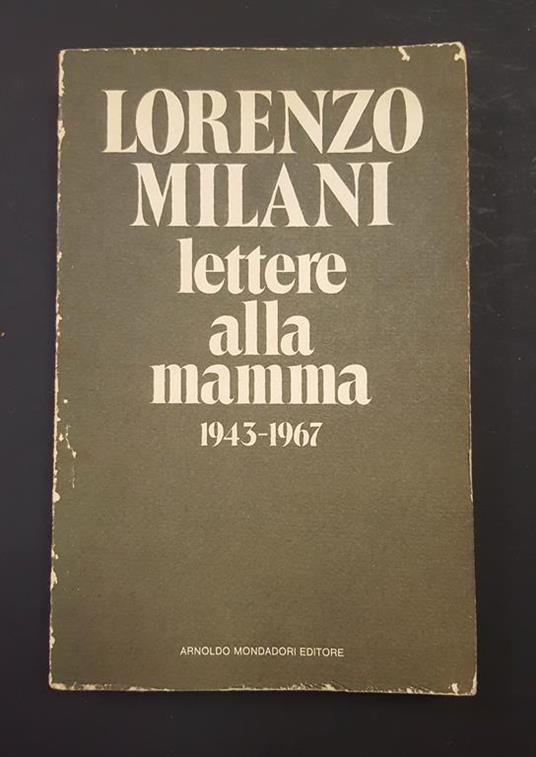 LORENZO
MILANI
lettere
alla
mamma
1943-1967
ARNOLDO MONDADORI EDITORE